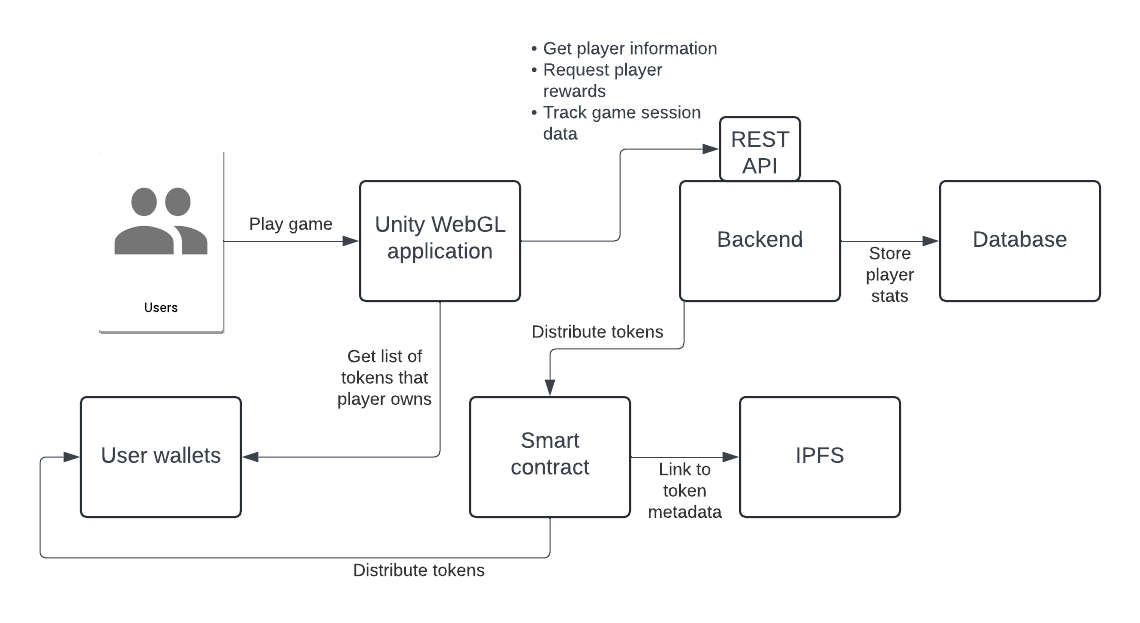 • Get player information
• Request player
rewards
• Track game session
data
REST
API
Play game
Unity WebGL
application
Backend
Database
Store
player
stats
Users
Distribute tokens
Get list of
tokens that
player owns
User wallets
Smart
contract
IPFS
Link to
token
metadata
Distribute tokens